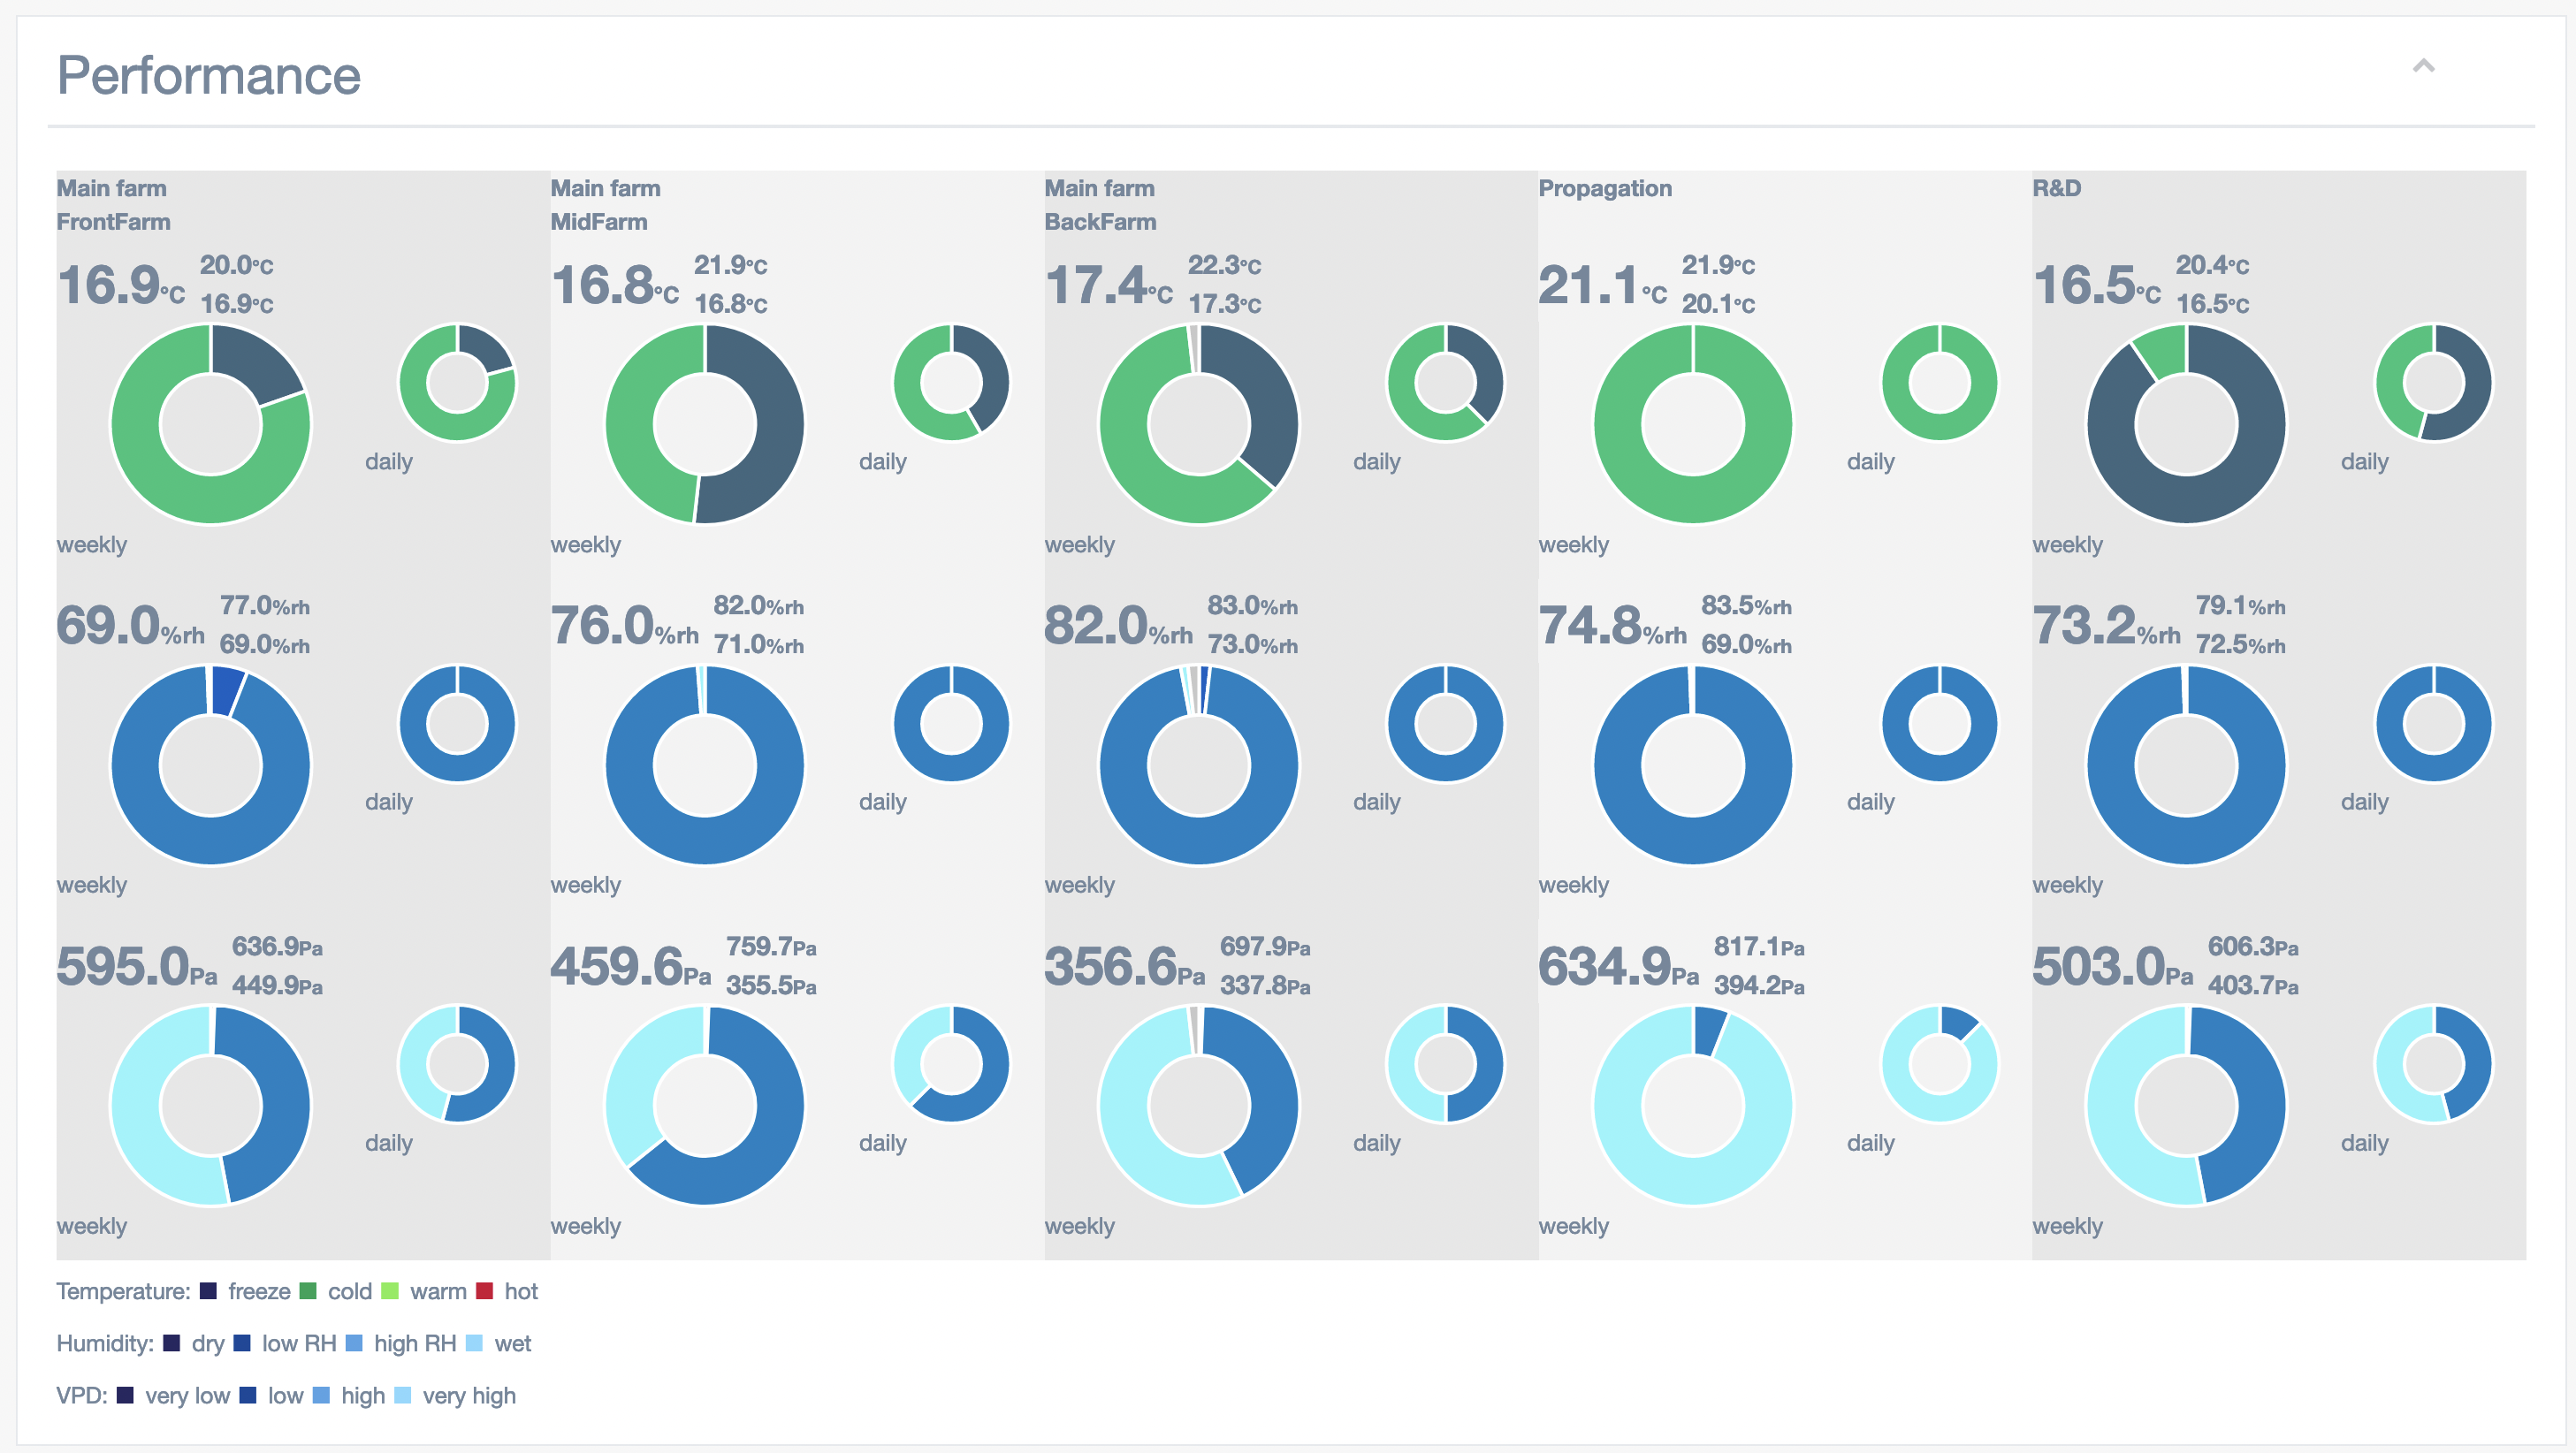 Performance
Main farm
FrontFarm
16.9°C
20.0°C
16.9°C
daily
weekly
69.0%rh
77.0%rh
69.0%rh
daily
weekly
595.0Pa
636.9Pa
449.9Pa
daily
weekly
Main farm
MidFarm
16.8°C
21.9°C
16.8°C
daily
weekly
76.0%rh
82.0%rh
71.0%rh
daily
weekly
459.6Pa
759.7Pa
355.5Pa
daily
weekly
Main farm
BackFarm
17.4°C
22.3°C
17.3°C
daily
weekly
82.0%rh
83.0%rh
73.0%rh
daily
weekly
356.6Pa
697.9Pa
337.8Pa
daily
weekly
Propagation
21.1°C
21.9°C
20.1°C
daily
weekly
74.8%rh
83.5%rh
69.0%rh
daily
weekly
634.9Pa
817.1Pa
394.2Pa
daily
weekly
R&D
16.5°C
20.4°C
16.5°C
daily
weekly
73.2%rh
79.1%rh
72.5%rh
daily
weekly
503.0Pa
606.3Pa
403.7Pa
daily
weekly
Temperature: freeze cold warm hot
Humidity: dry low RH high RH wet
VPD: very low low high very high